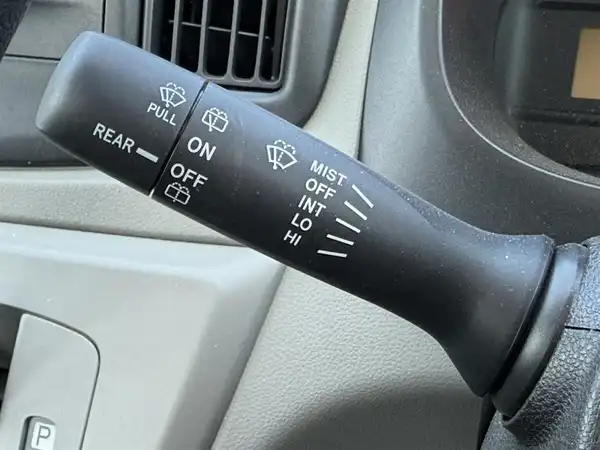 PULL
REAR
ON
OFF
MIST
OFF
INT
LO
HI
P